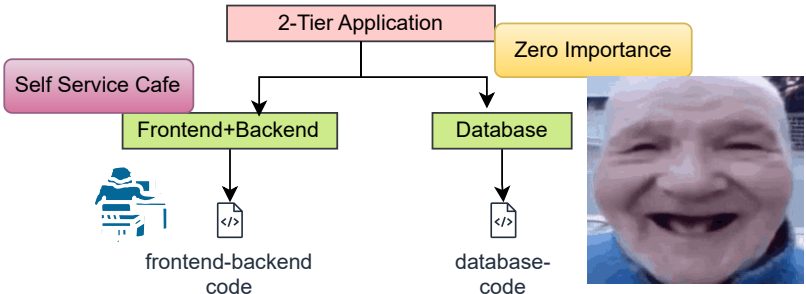 2-Tier Application
Zero Importance
Self Service Cafe
Frontend+Backend
Database
</>
</>
frontend-backend
code
database-
code